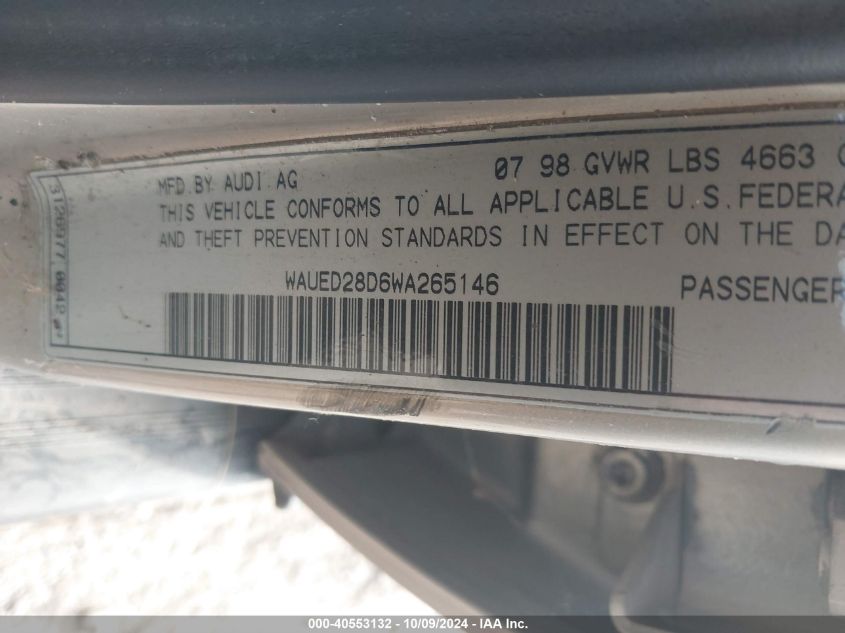 07 98 GVWR LBS 4663
MFD. BY AUDI AG
THIS VEHICLE CONFORMS TO ALL APPLICABLE U.S. FEDERA
AND THEFT PREVENTION STANDARDS IN EFFECT ON THE DA
WAUED28D6WA265146
PASSENGER
000-40553132 - 10/09/2024 - IAA Inc.